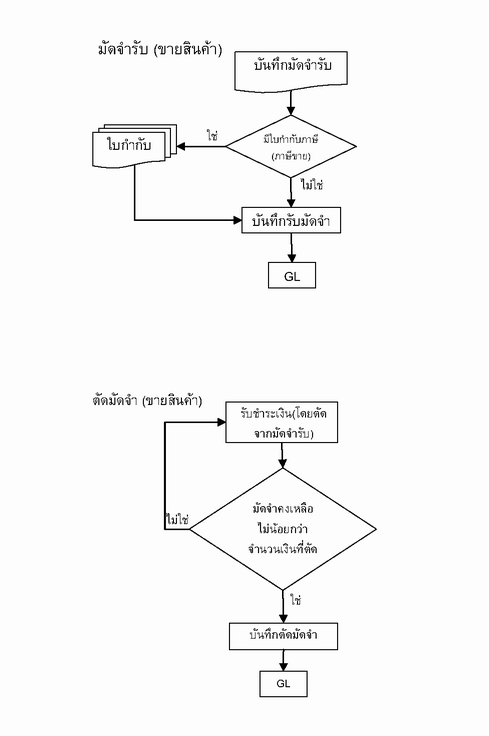 มัดจำรับ (ขายสินค้า)
บันทึกมัดจำรับ
มีใบกำกับภาษี
(ภาษีขาย)
ใช่
ใบกำกับ
ไม่ใช่
บันทึกรับมัดจำ
GL
ตัดมัดจำ (ขายสินค้า)
รับชำระเงิน(โดยตัด
จากมัดจำรับ)
มัดจำคงเหลือ
ไม่น้อยกว่า
จำนวนเงินที่ตัด
ไม่ใช่
ใช่
บันทึกตัดมัดจำ
GL